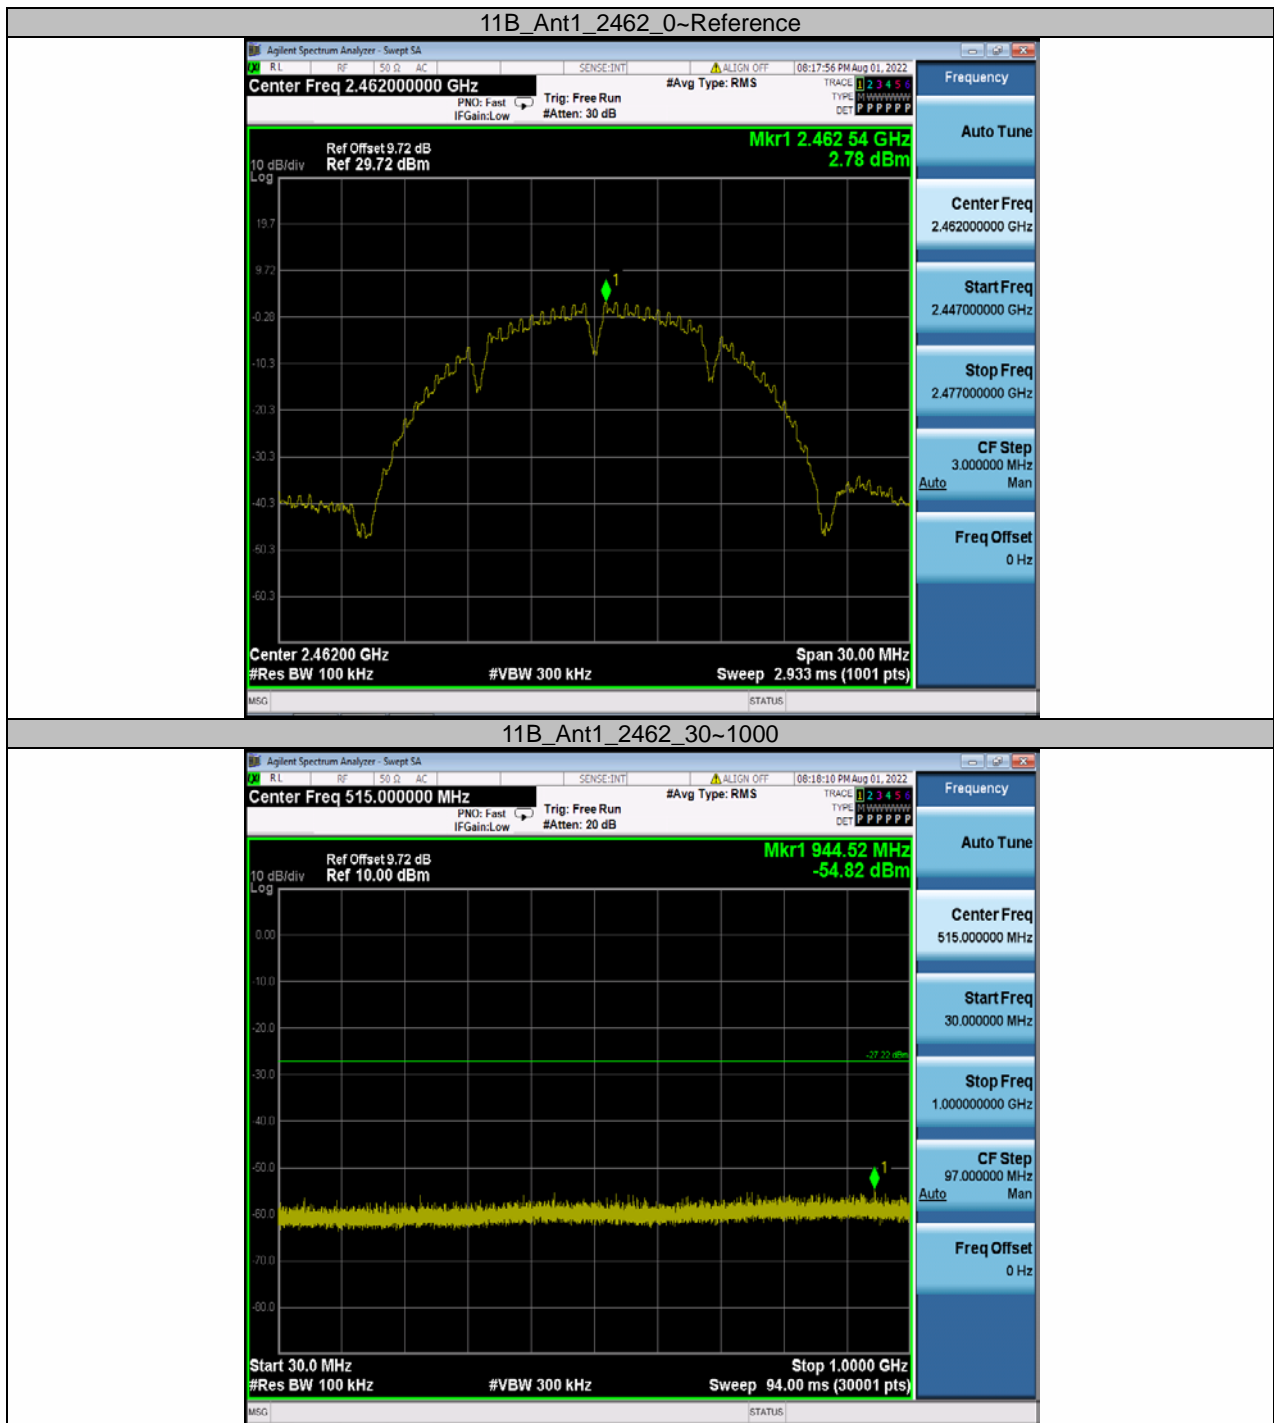 11B_Ant1_2462_0~Reference
Agilent Spectrum Analyzer - Swept SA
RL RF 50 Ω AC SENSE:INT ALIGN OFF 08:17:56 PM Aug 01, 2022
Center Freq 2.462000000 GHz #Avg Type: RMS TRACE 1 2 3 4 5 6
PNO: Fast Trig: Free Run TYPE M WWWWW
IFGain:Low #Atten: 30 dB DET P P P P P P
Frequency
Mkr1 2.462 54 GHz
Ref Offset 9.72 dB
10 dB/div Ref 29.72 dBm 2.78 dBm
Log
19.7
9.72
-0.28
-10.3
-20.3
-30.3
-40.3
-50.3
-60.3
1
Center 2.46200 GHz Span 30.00 MHz
#Res BW 100 kHz #VBW 300 kHz Sweep 2.933 ms (1001 pts)
MSG STATUS
Auto Tune
Center Freq
2.462000000 GHz
Start Freq
2.447000000 GHz
Stop Freq
2.477000000 GHz
CF Step
3.000000 MHz
Auto Man
Freq Offset
0 Hz
11B_Ant1_2462_30~1000
Agilent Spectrum Analyzer - Swept SA
RL RF 50 Ω AC SENSE:INT ALIGN OFF 08:18:10 PM Aug 01, 2022
Center Freq 515.000000 MHz #Avg Type: RMS TRACE 1 2 3 4 5 6
PNO: Fast Trig: Free Run TYPE M WWWWW
IFGain:Low #Atten: 20 dB DET P P P P P P
Frequency
Mkr1 944.52 MHz
Ref Offset 9.72 dB
10 dB/div Ref 10.00 dBm -54.82 dBm
Log
0.00
-10.0
-20.0
-27.22 dBm
-30.0
-40.0
-50.0
-60.0
-70.0
-80.0
1
Start 30.0 MHz Stop 1.0000 GHz
#Res BW 100 kHz #VBW 300 kHz Sweep 94.00 ms (30001 pts)
MSG STATUS
Auto Tune
Center Freq
515.000000 MHz
Start Freq
30.000000 MHz
Stop Freq
1.000000000 GHz
CF Step
97.000000 MHz
Auto Man
Freq Offset
0 Hz